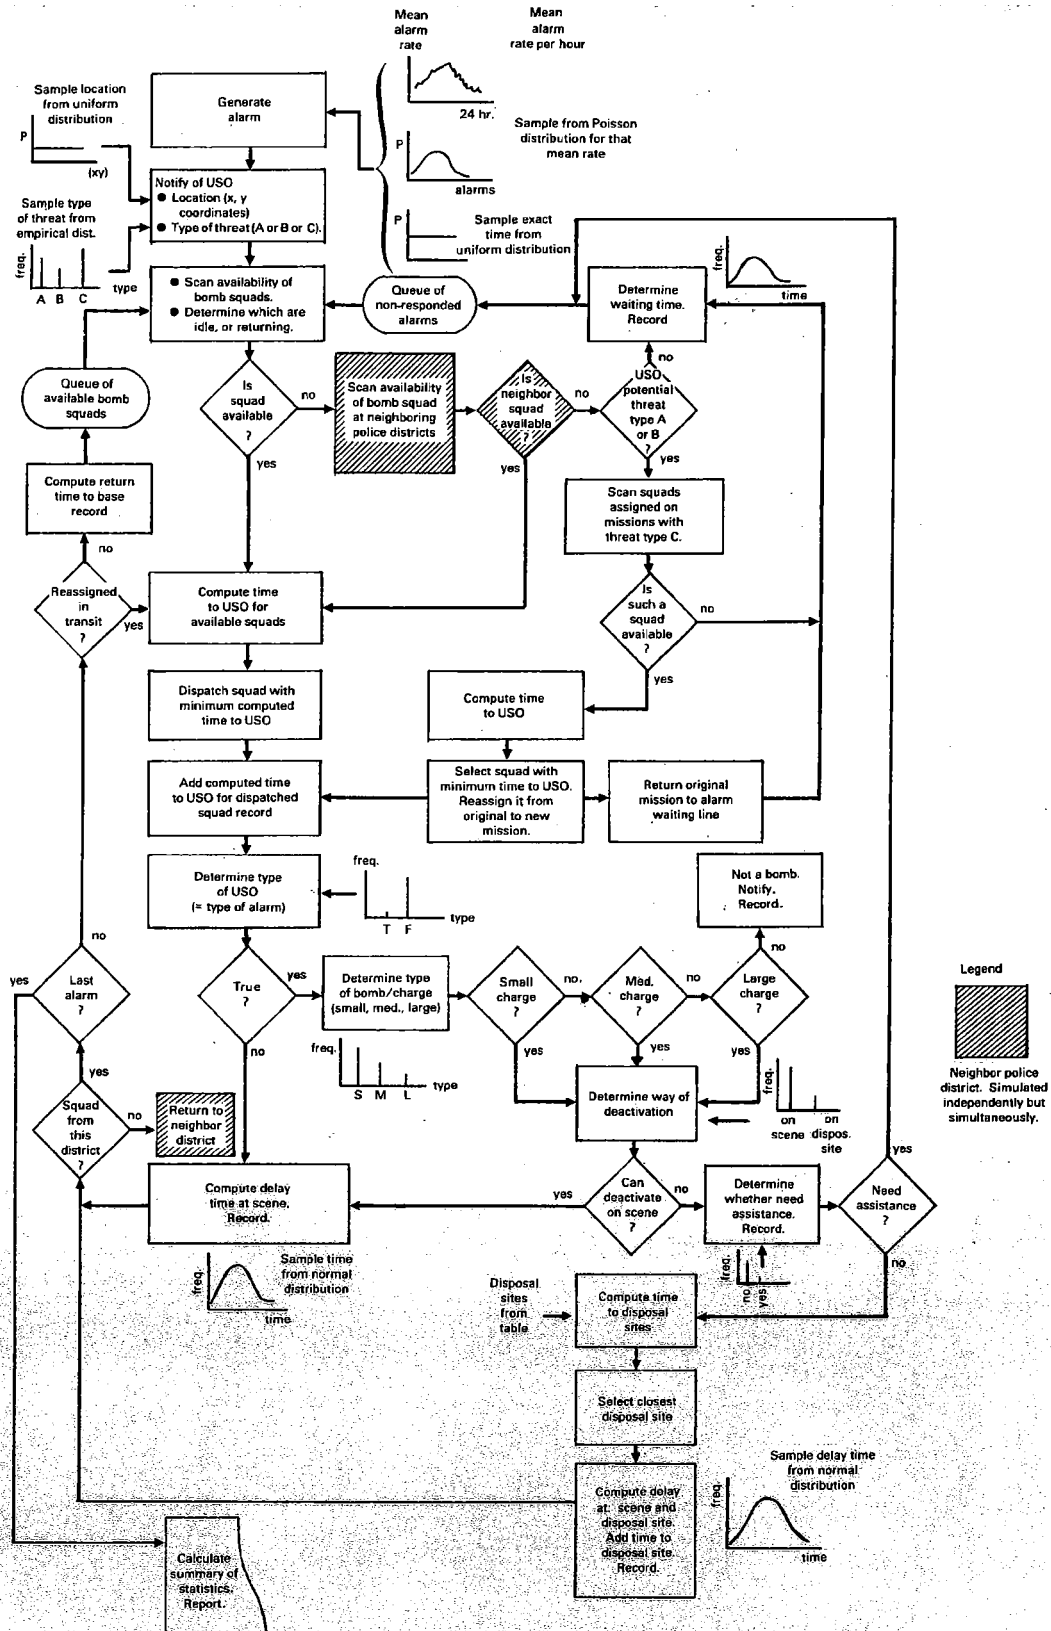 Mean
alarm
rate
Mean
alarm
rate per hour
24 hr.
Sample from Poisson
distribution for that
mean rate
P
alarms
P
Sample exact
time from
uniform distribution
Sample location
from uniform
distribution
P
(xy)
Generate
alarm
Notify of USO
● Location (x, y
coordinates)
● Type of threat (A or B or C).
Sample type
of threat from
empirical dist.
freq.
A B C
type
● Scan availability of
bomb squads.
● Determine which are
idle, or returning.
Queue of
non-responded
alarms
Determine
waiting time.
Record
freq.
time
Queue of
available bomb
squads
Is
squad
available
?
no
yes
Scan availability
of bomb squad
at neighboring
police districts
Is
neighbor
squad
available
?
no
yes
no
USO
potential
threat
type A
or B
?
yes
Compute return
time to base
record
no
Scan squads
assigned on
missions with
threat type C.
Reassigned
in
transit
?
yes
Compute time
to USO for
available squads
Is
such a
squad
available
?
no
yes
Dispatch squad with
minimum computed
time to USO
Compute time
to USO
Add computed time
to USO for dispatched
squad record
Select squad with
minimum time to USO.
Reassign it from
original to new
mission.
Return original
mission to alarm
waiting line
Determine type
of USO
(= type of alarm)
freq.
T F
type
Not a bomb.
Notify.
Record.
no
no
yes
Last
alarm
?
True
?
yes
no
Determine type
of bomb/charge
(small, med., large)
Small
charge
?
no.
yes
Med.
charge
?
no
yes
Large
charge
?
yes
freq.
S M L
type
Legend
Neighbor police
district. Simulated
independently but
simultaneously.
yes
Squad
from
this
district
?
no
Return to
neighbor
district
Determine way of
deactivation
freq.
on
scene
on
dispos.
site
Compute delay
time at scene.
Record.
yes
Can
deactivate
on scene
?
no
Determine
whether need
assistance.
Record.
yes
Need
assistance
?
no
freq.
no
yes
freq.
time
Sample time
from normal
distribution
Disposal
sites
from
table
Compute time
to disposal
sites
Select closest
disposal site
Compute delay
at scene and
disposal site.
Add time to
disposal site.
Record.
Sample delay time
from normal
distribution
freq.
time
Calculate
summary of
statistics.
Report.